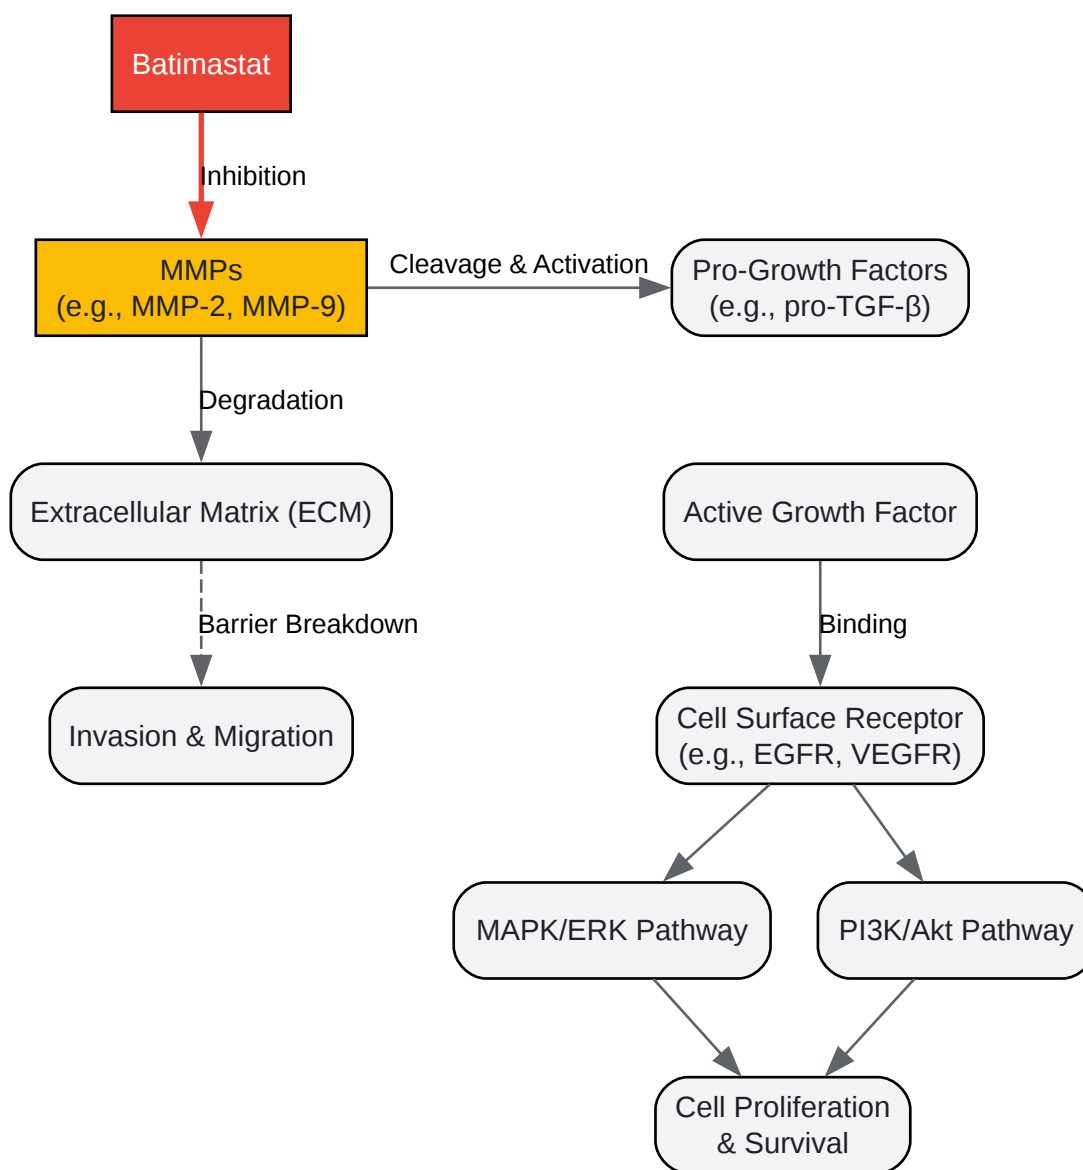 Batimastat
Inhibition
MMPs
(e.g., MMP-2, MMP-9)
Cleavage & Activation
Pro-Growth Factors
(e.g., pro-TGF-β)
Degradation
Extracellular Matrix (ECM)
Active Growth Factor
Barrier Breakdown
Binding
Invasion & Migration
Cell Surface Receptor
(e.g., EGFR, VEGFR)
MAPK/ERK Pathway
PI3K/Akt Pathway
Cell Proliferation
& Survival